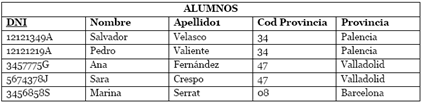 ALUMNOS
DNI Nombre Apellido1 Cod Provincia Provincia
12121349A Salvador Velasco 34 Palencia
12121219A Pedro Valiente 34 Palencia
3457775G Ana Fernández 47 Valladolid
5674378J Sara Crespo 47 Valladolid
3456858S Marina Serrat 08 Barcelona